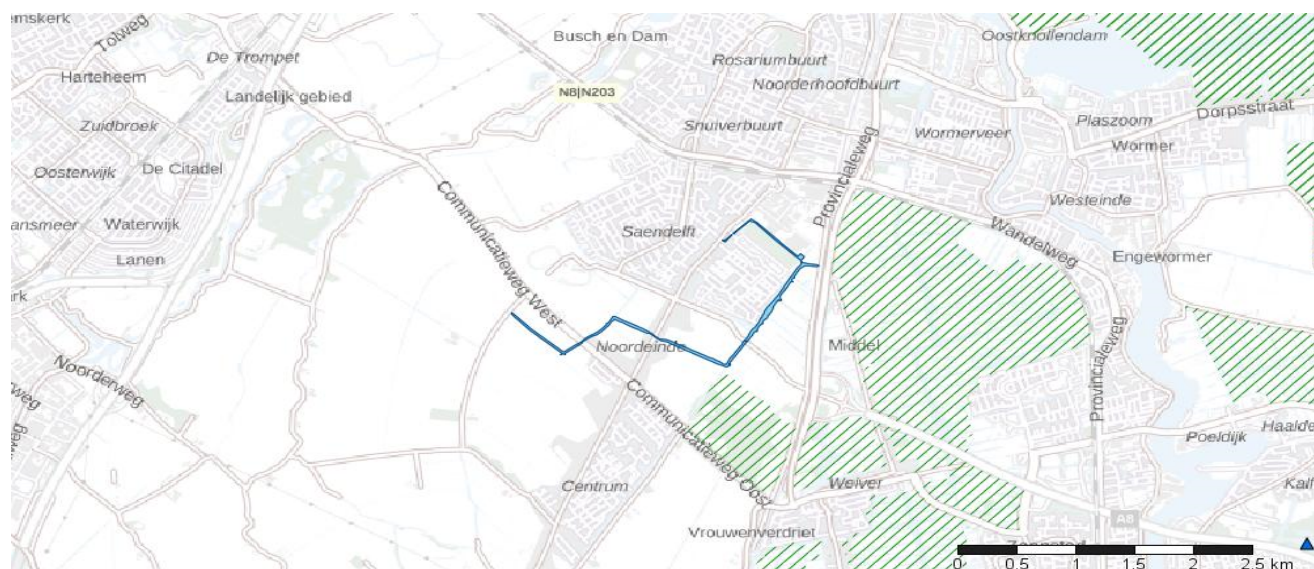 emskerk
Tolweg
De Trompet
Busch en Dam
Rosariumbuurt
Oostknollendam
Harteheem
Landelijk gebied
N8|N203
Noorderhoofdbuurt
Plaszoom
Dorpsstraat
Zuidbroek
Snuiverbuurt
Wormerveer
Wormer
De Citadel
Oosterwijk
Provincialeweg
Westeinde
ansmeer
Waterwijk
Communicatieweg West
Saendelft
Wandelweg
Lanen
Engewormer
ark
Noordeinde
Middel
Provincialeweg
Noorderweg
weg
Communicatieweg Oost
weg
Poeldijk
Haalde
Centrum
Weiver
Kalf
Vrouwenverdriet
A8
0 0.5 1 1.5 2 2.5 km